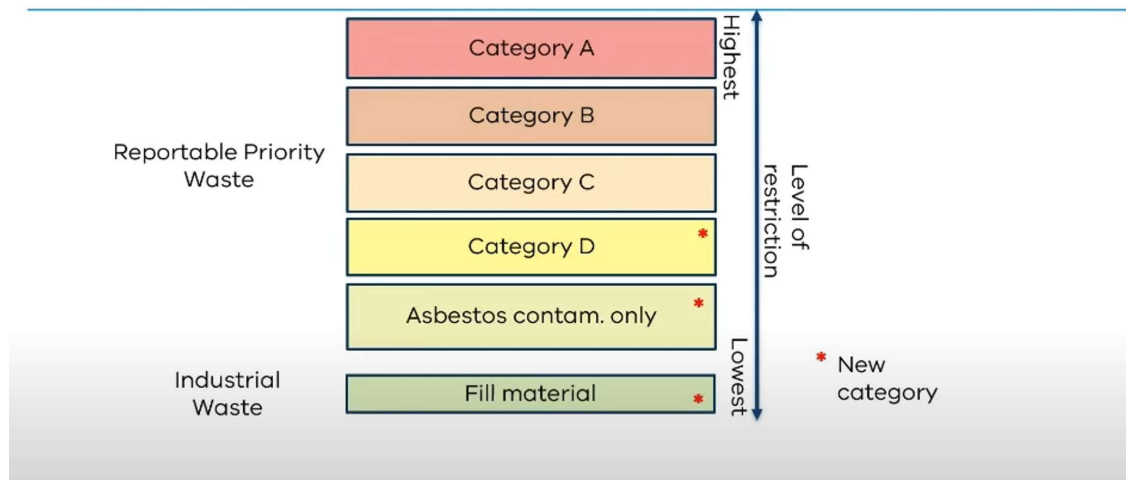 Category A
Highest
Category B
Reportable Priority
Waste
Category C
Level of
restriction
Category D *
Asbestos contam. only *
Industrial
Waste
Fill material *
Lowest
* New
category